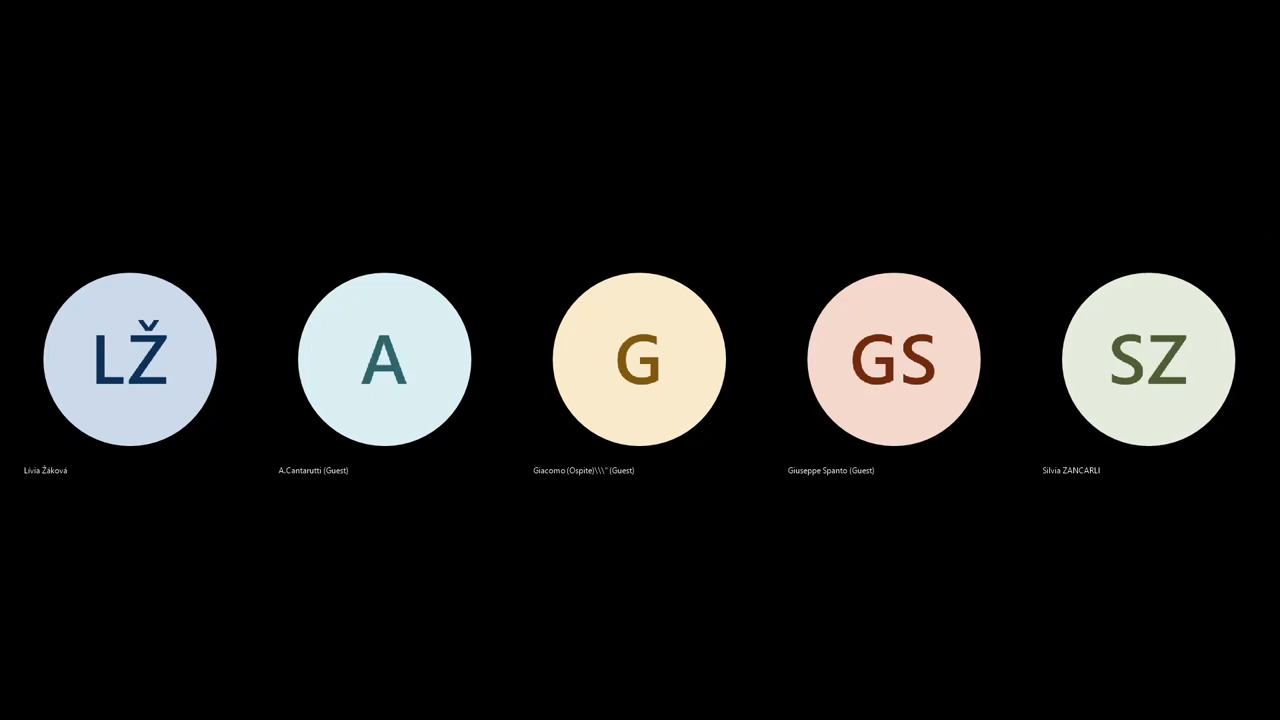 LŽ
A
G
GS
SZ
Lívia Žáková
A.Cantarutti (Guest)
Giacomo (Ospite)\\\" (Guest)
Giuseppe Spanto (Guest)
Silvia ZANCARLI